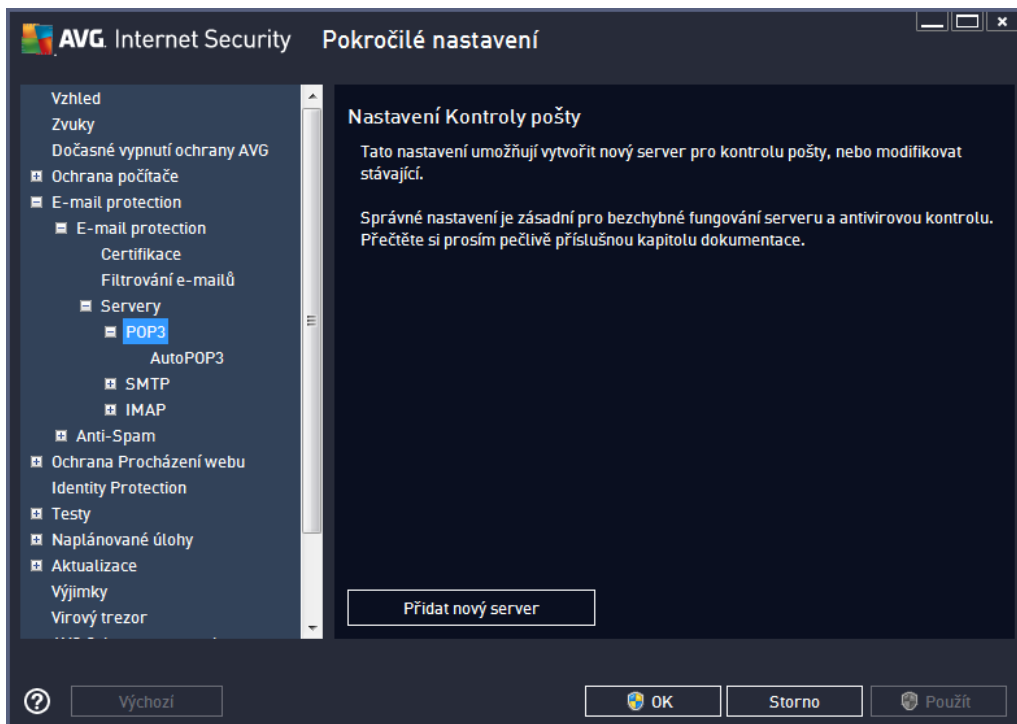 AVG. Internet Security Pokročilé nastavení
Vzhled
Zvuky
Dočasné vypnutí ochrany AVG
Ochrana počítače
E-mail protection
E-mail protection
Certifikace
Filtrování e-mailů
Servery
POP3
AutoPOP3
SMTP
IMAP
Anti-Spam
Ochrana Procházení webu
Identity Protection
Testy
Naplánované úlohy
Aktualizace
Výjimky
Virový trezor
Nastavení Kontroly pošty
Tato nastavení umožňují vytvořit nový server pro kontrolu pošty, nebo modifikovat
stávající.
Správné nastavení je zásadní pro bezchybné fungování serveru a antivirovou kontrolu.
Přečtěte si prosím pečlivě příslušnou kapitolu dokumentace.
Přidat nový server
Výchozí
OK
Storno
Použít